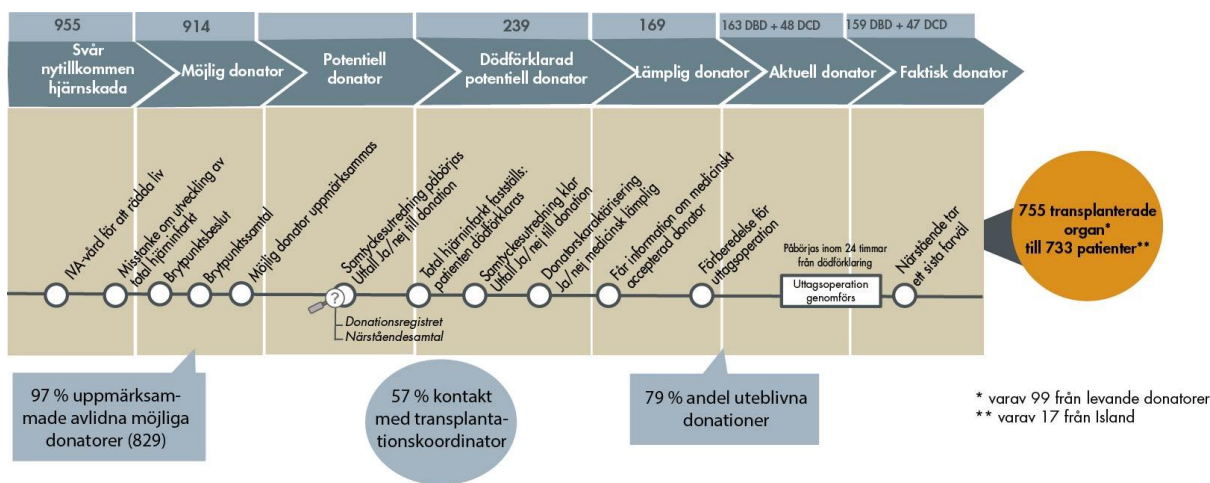 955
914
239
169
163 DBD + 48 DCD
159 DBD + 47 DCD
Svår
nytillkommen
hjärnskada
Möjlig donator
Potentiell
donator
Dödförklarad
potentiell donator
Lämplig donator
Aktuell donator
Faktisk donator
IVA-vård för att rädda liv
Misstanke om utveckling av
total hjärninfarkt
Brytpunktsbeslut
Brytpunktssamtal
Möjlig donator uppmärksammas
Samtyckesutredning påbörjas
Utfall Ja/nej till donation
Total hjärninfarkt fastställs:
patienten dödförklaras
Samtyckesutredning klar
Utfall Ja/nej till donation
Donatorskaraktärisering
Ja/nej medicinsk lämplig
Får information om medicinskt
accepterad donator
Förberedelse för
uttagsoperation
Påbörjas inom 24 timmar
från dödförklaring
Uttagsoperation
genomförs
Närstående tar
ett sista farväl
?
Donationsregistret
Närståendesamtal
755 transplanterade
organ*
till 733 patienter**
97 % uppmärksam-
made avlidna möjliga
donatorer (829)
57 % kontakt
med transplanta-
tionskoordinator
79 % andel uteblivna
donationer
* varav 99 från levande donatorer
** varav 17 från Island